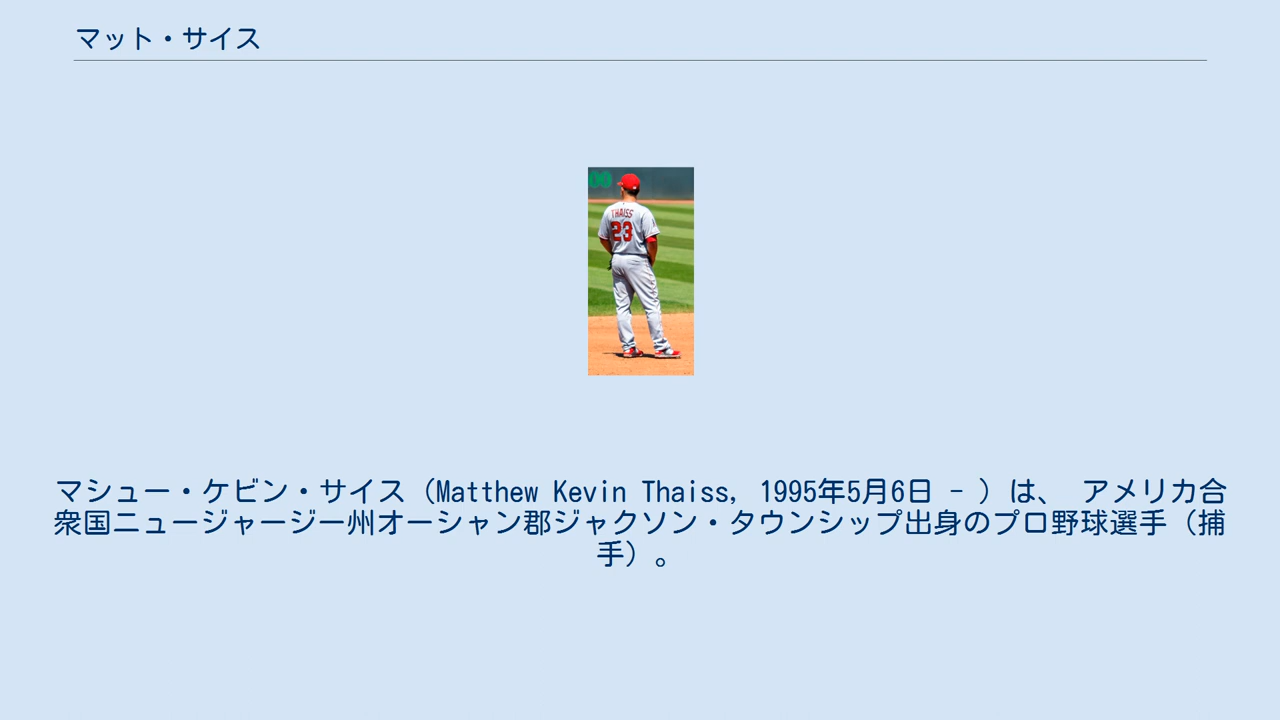 マット・サイス
THAISS
23
マシュー・ケビン・サイス（Matthew Kevin Thaiss, 1995年5月6日 - ）は、 アメリカ合
衆国ニュージャージー州オーシャン郡ジャクソン・タウンシップ出身のプロ野球選手（捕
手）。